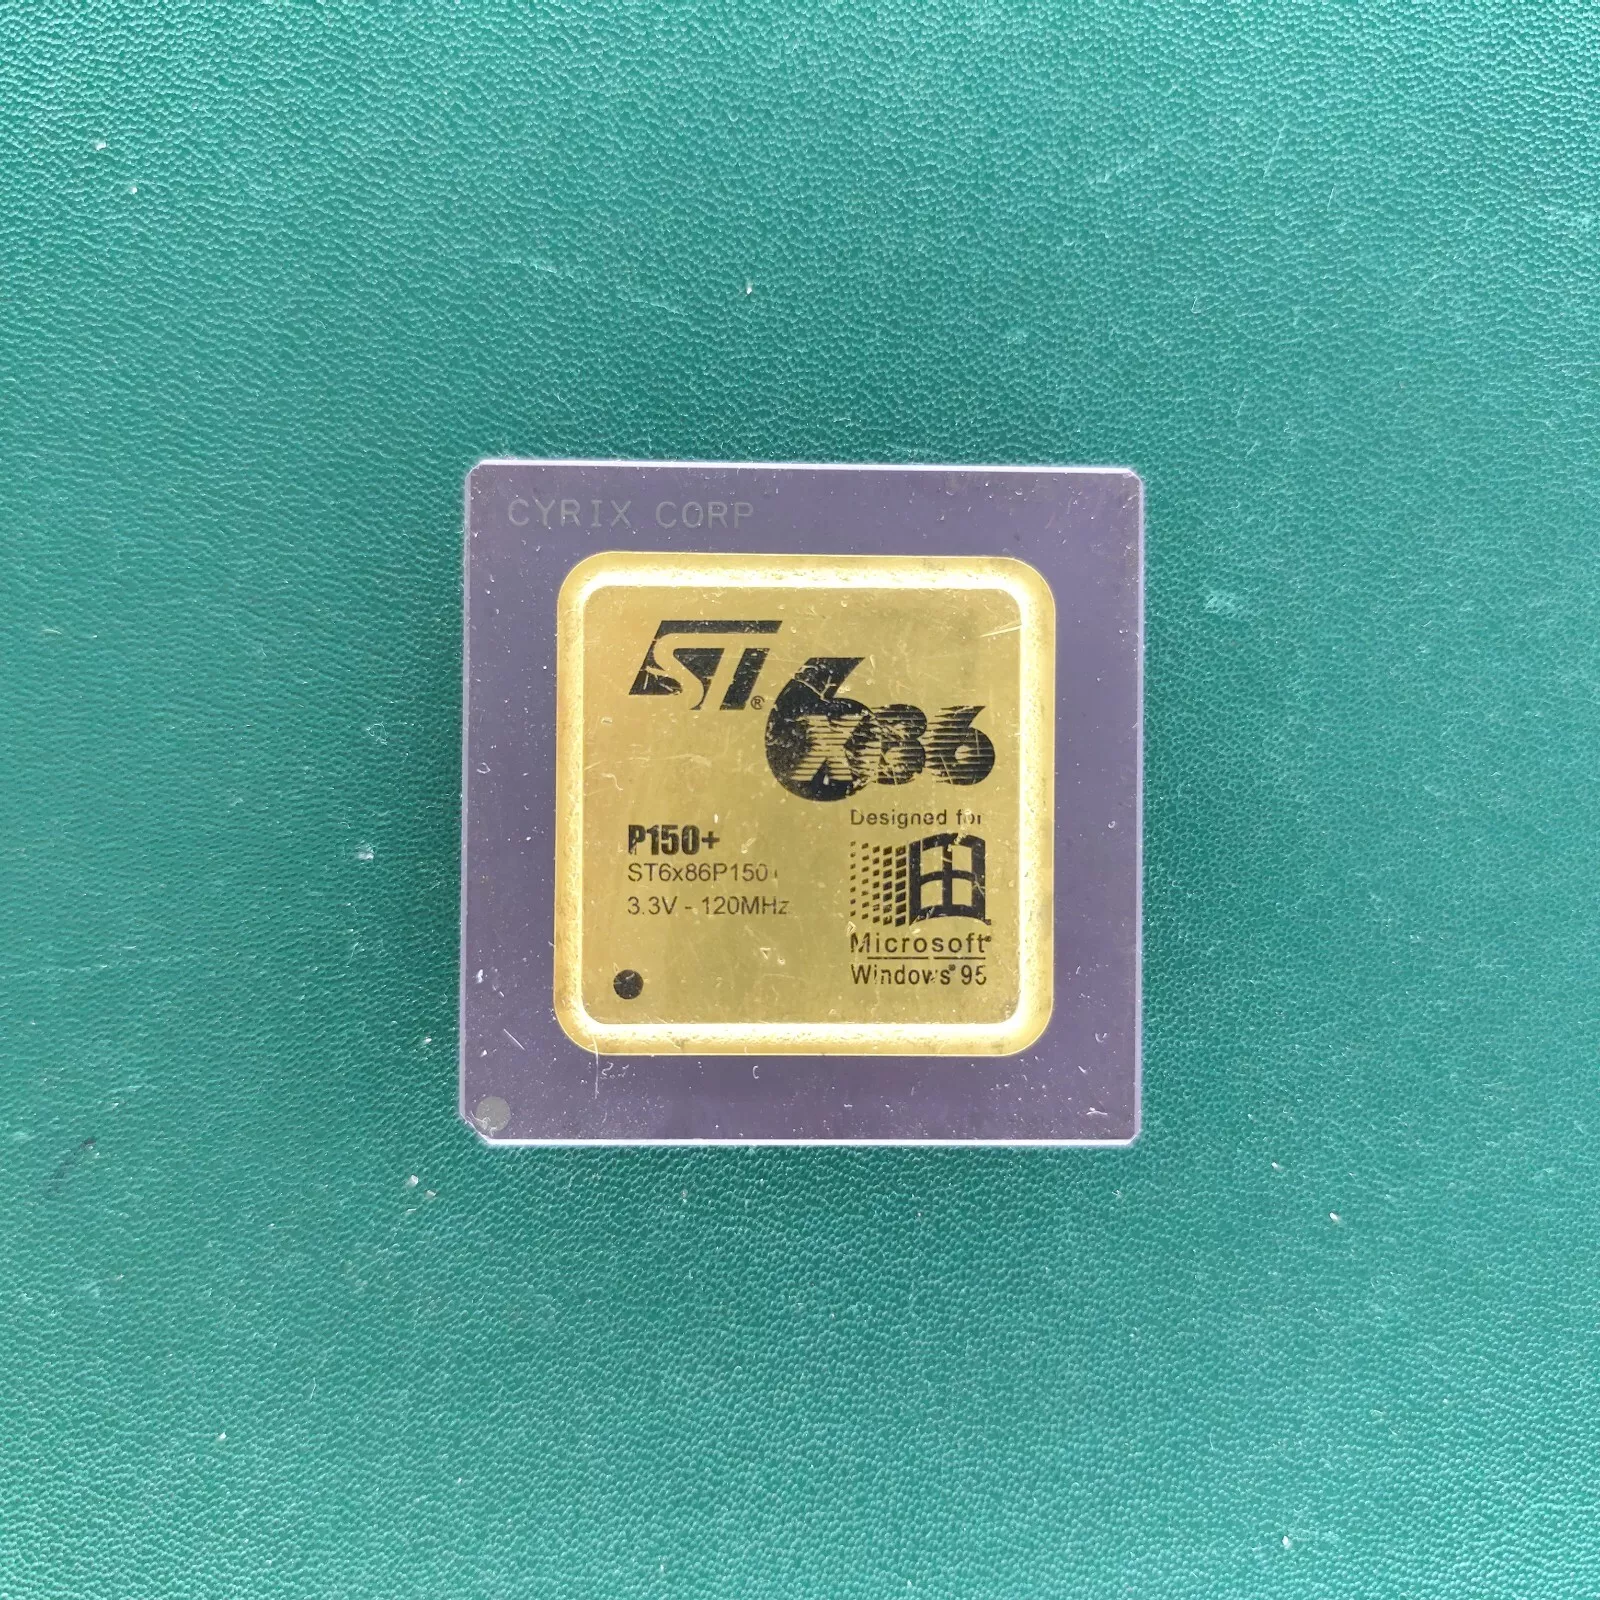 CYRIX CORP
ST®
6x86
P150+
ST6x86P150+
3.3V - 120MHz
Designed for
Microsoft®
Windows® 95